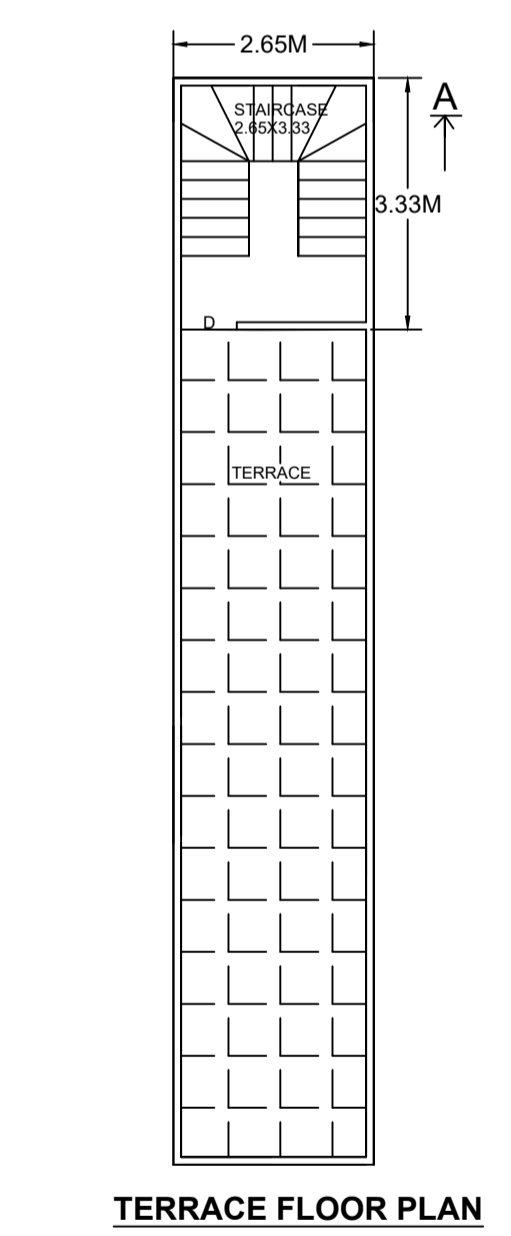 2.65M
STAIRCASE
2.65X3.33
A
3.33M
D
TERRACE
TERRACE FLOOR PLAN